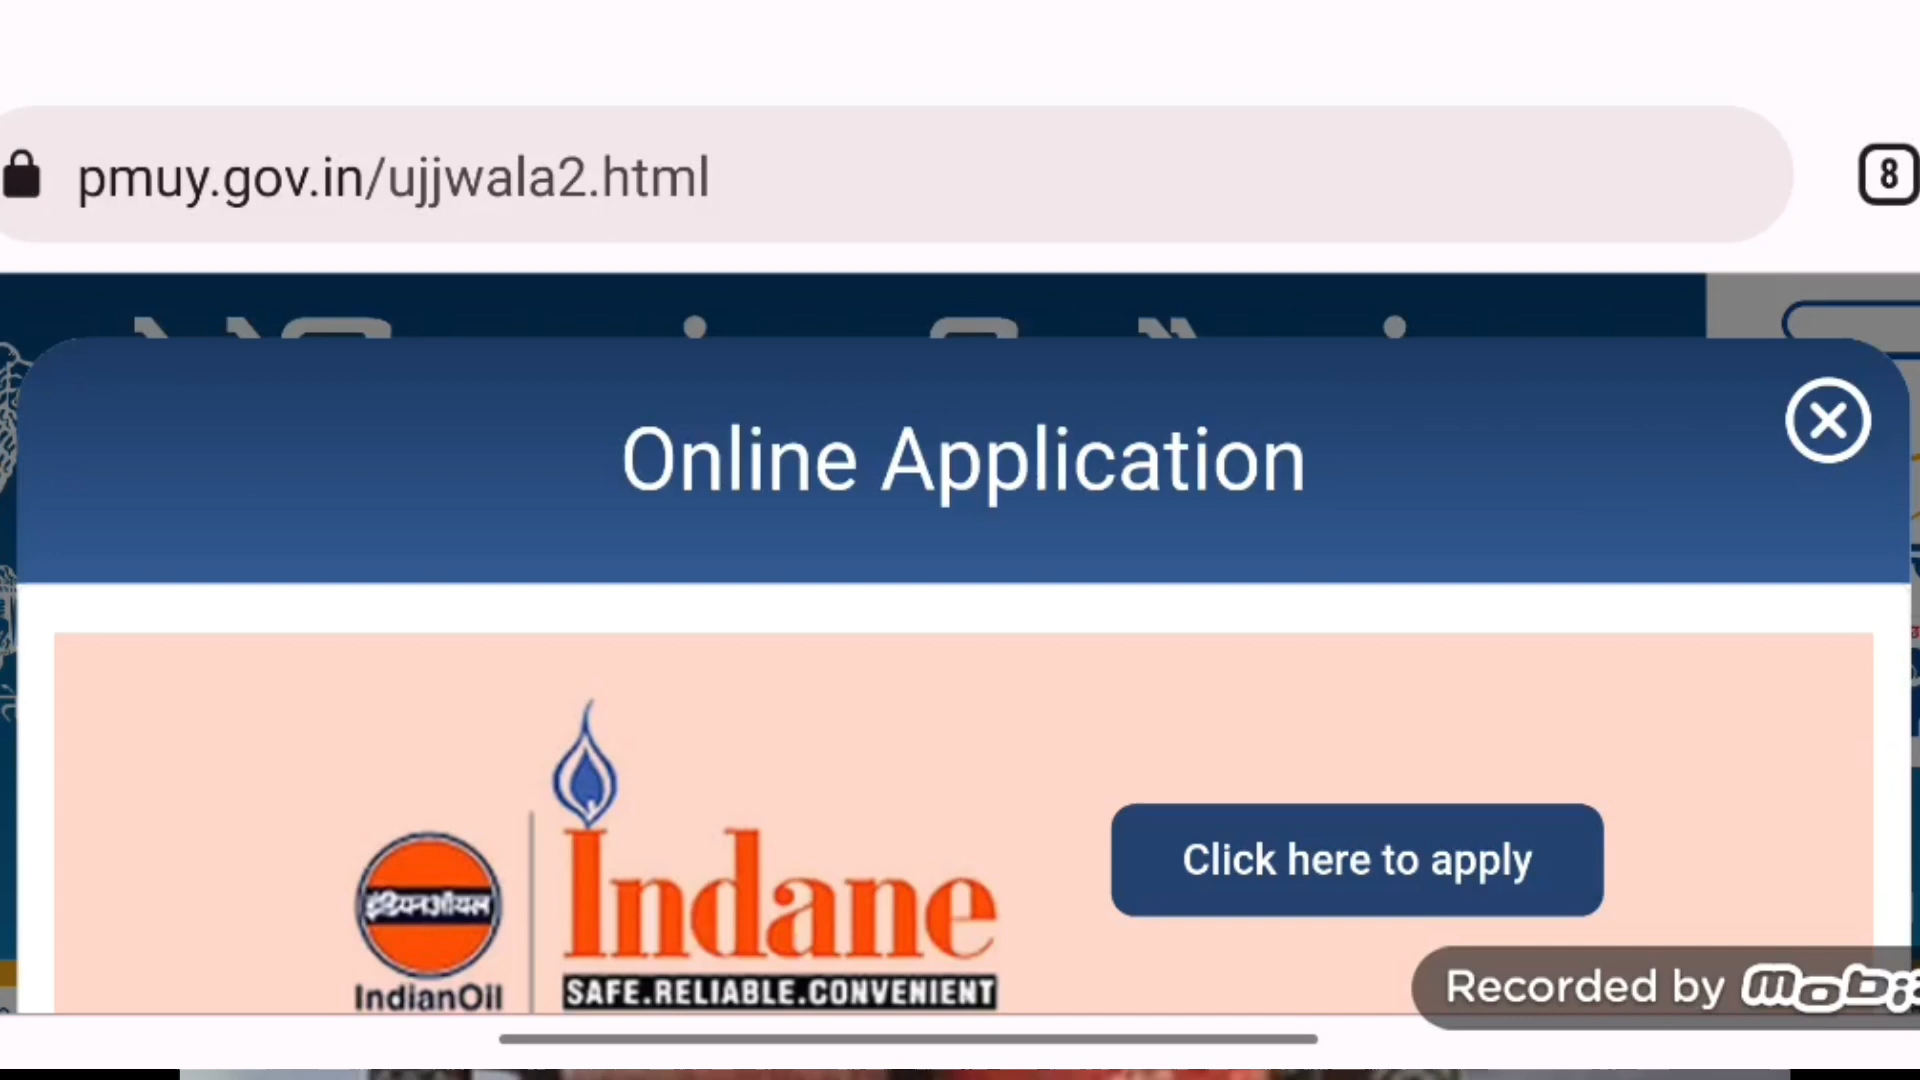 pmuy.gov.in/ujjwala2.html
8
Online Application
Indane
Click here to apply
इंडियनऑयल
IndianOil
SAFE.RELIABLE.CONVENIENT
Recorded by